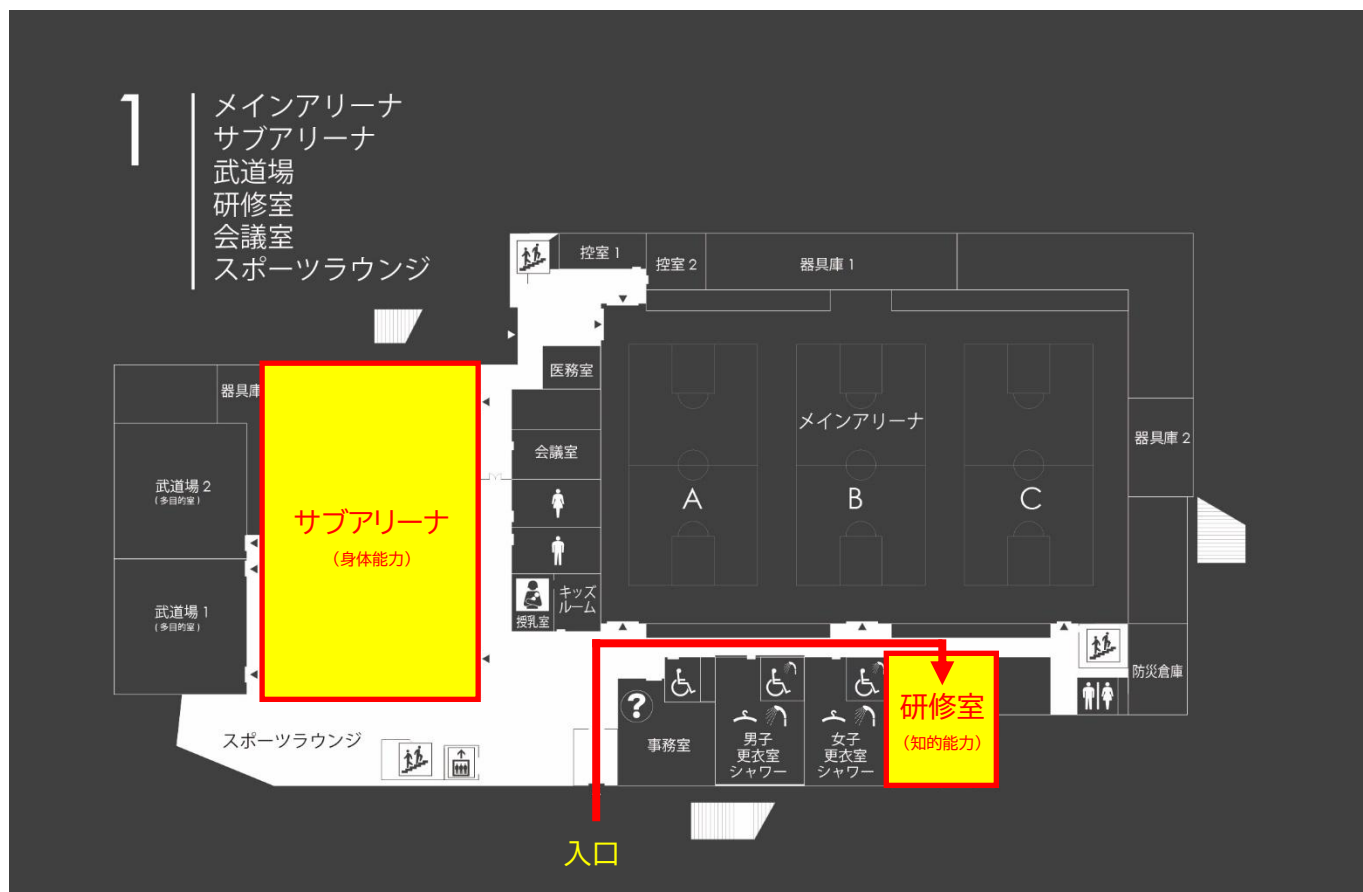 1
メインアリーナ
サブアリーナ
武道場
研修室
会議室
スポーツラウンジ
控室 1
控室 2
器具庫 1
医務室
器具庫
会議室
メインアリーナ
器具庫 2
武道場 2
(多目的室)
A
B
C
サブアリーナ
(身体能力)
キッズ
ルーム
授乳室
武道場 1
(多目的室)
防災倉庫
?
研修室
(知的能力)
スポーツラウンジ
事務室
男子
更衣室
シャワー
女子
更衣室
シャワー
入口